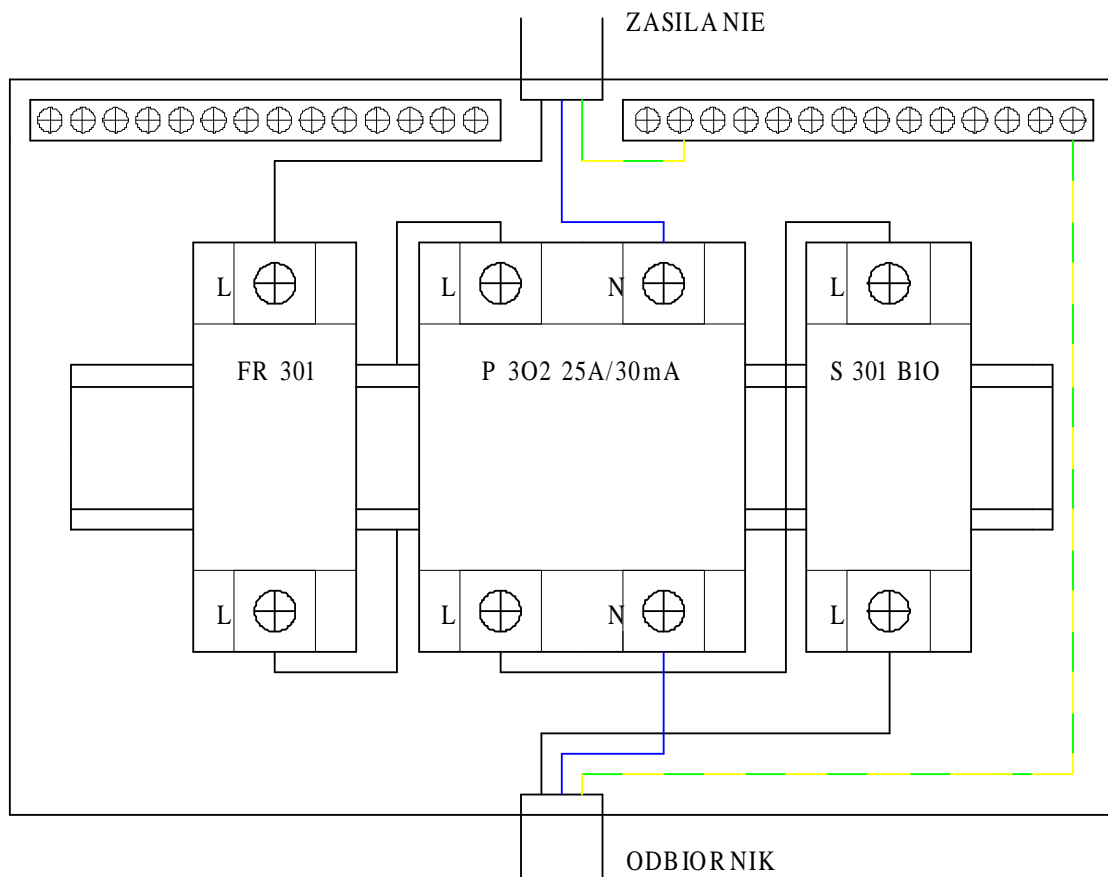 ZASILANIE
L
L
N
L
FR 301
P 3O2 25A/30mA
S 301 B1O
L
L
N
L
ODBIORNIK